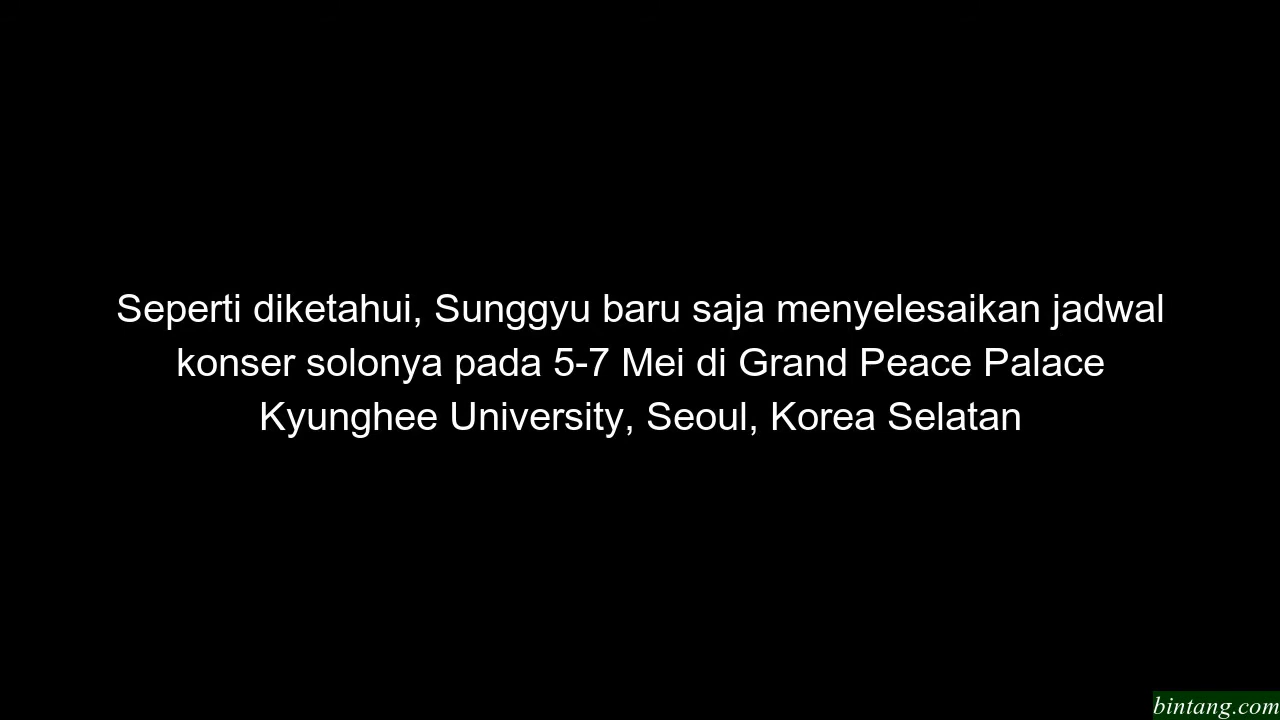 Seperti diketahui, Sunggyu baru saja menyelesaikan jadwal
konser solonya pada 5-7 Mei di Grand Peace Palace
Kyunghee University, Seoul, Korea Selatan
bintang.com